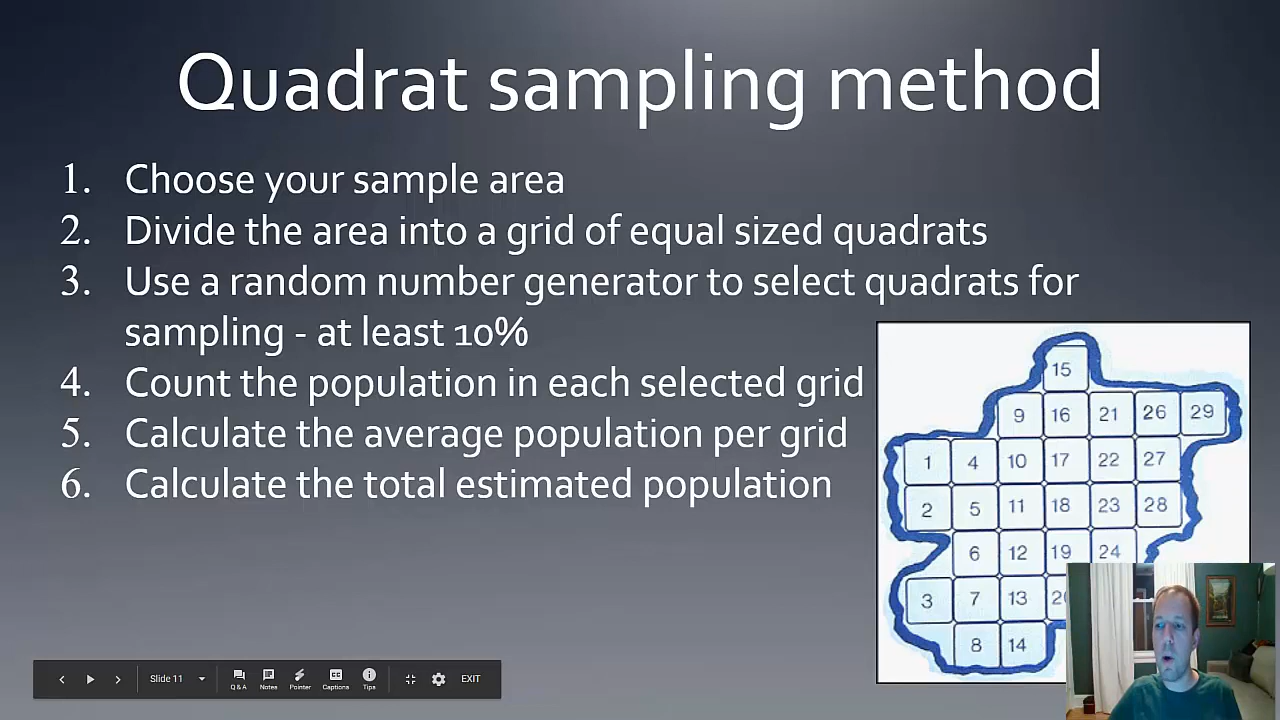 Quadrat sampling method
1. Choose your sample area
2. Divide the area into a grid of equal sized quadrats
3. Use a random number generator to select quadrats for
sampling - at least 10%
4. Count the population in each selected grid
5. Calculate the average population per grid
6. Calculate the total estimated population
15
9 16 21 26 29
1 4 10 17 22 27
2 5 11 18 23 28
6 12 19 24
3 7 13
8 14
Slide 11
Q & A Notes Pointer Captions Tips
EXIT